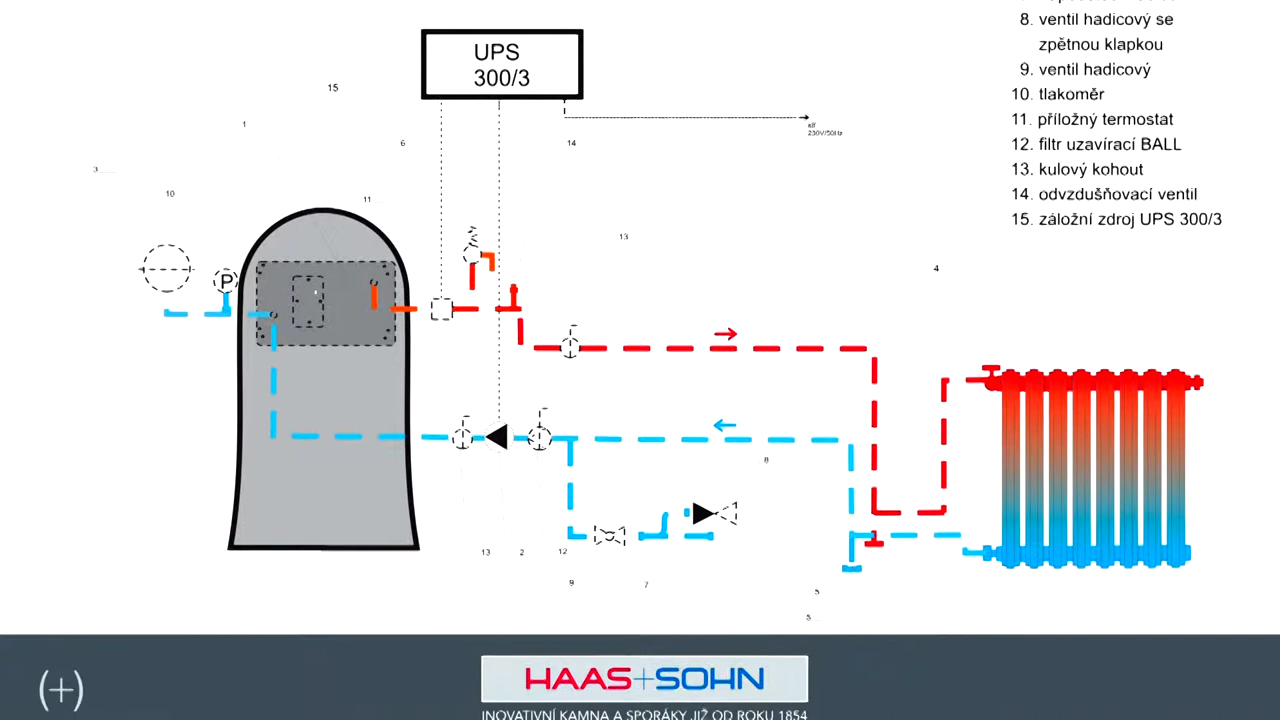 8. ventil hadicový se
zpětnou klapkou
9. ventil hadicový
10. tlakoměr
11. příložný termostat
12. filtr uzavírací BALL
13. kulový kohout
14. odvzdušňovací ventil
15. záložní zdroj UPS 300/3
UPS
300/3
15
1
6
14
230V/50Hz
3
10
11
13
4
P
8
13
2
12
9
7
5
5
(+)
HAAS+SOHN
INOVATIVNÍ KAMNA A SPORÁKY JIŽ OD ROKU 1854